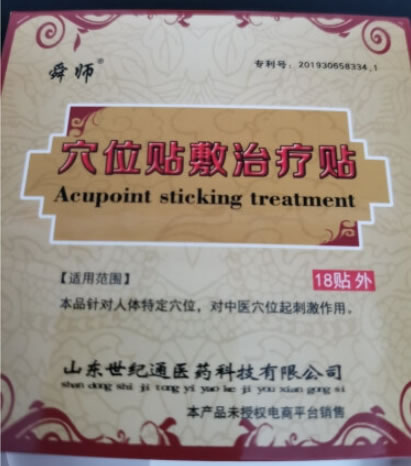 舜师®
专利号：201930658334.1
穴位贴敷治疗贴
Acupoint sticking treatment
【适用范围】
18贴 外
本品针对人体特定穴位，对中医穴位起刺激作用。
山东世纪通医药科技有限公司
shan dong shi ji tong yi yao ke ji you xian gong si
本产品未授权电商平台销售